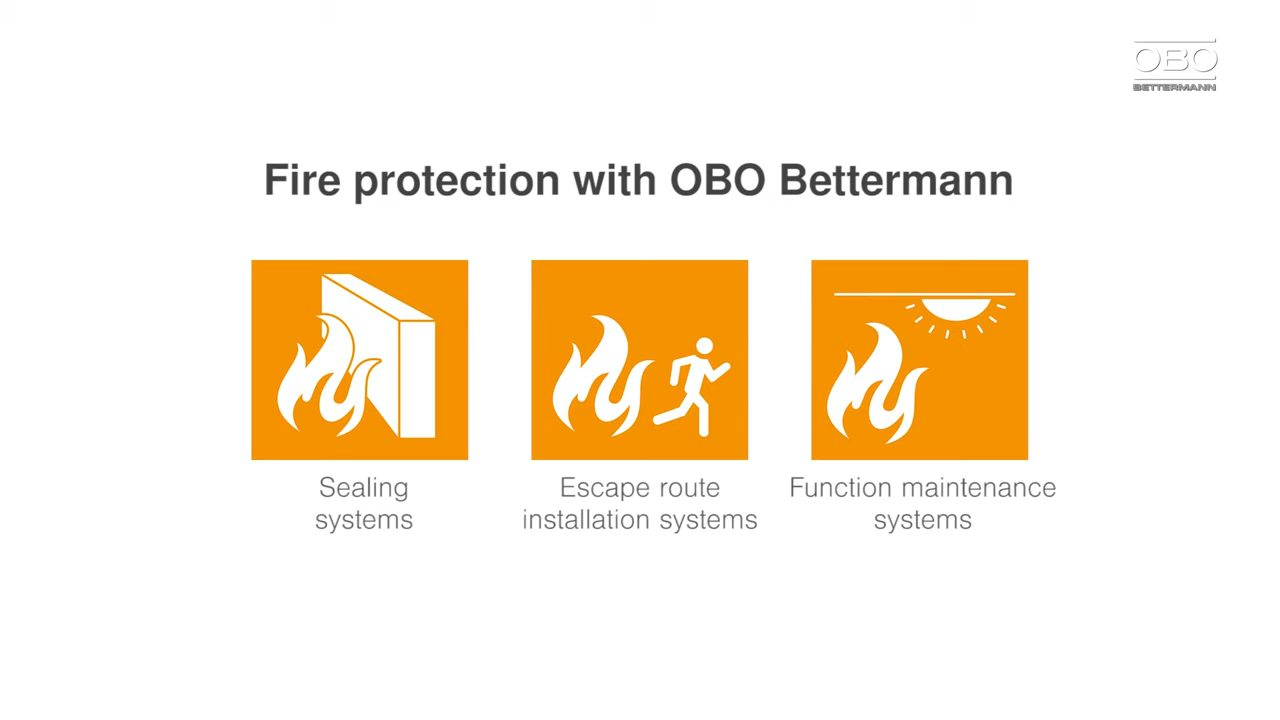 OBO
BETTERMANN
Fire protection with OBO Bettermann
Sealing
systems
Escape route
installation systems
Function maintenance
systems